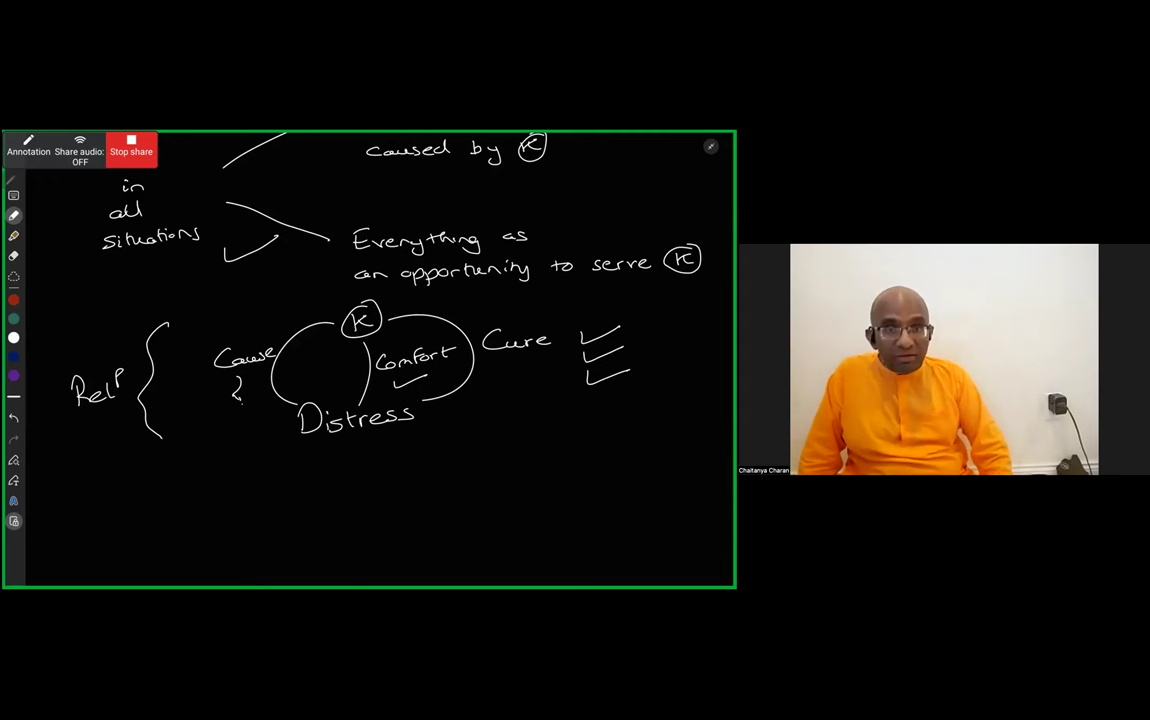 Annotation
Share audio:
OFF
Stop share
caused by K
in
all
situations
Everything as
an opportunity to serve K
K
Cause
?
Comfort
Cure
Relp
Distress
Chaitanya Charan